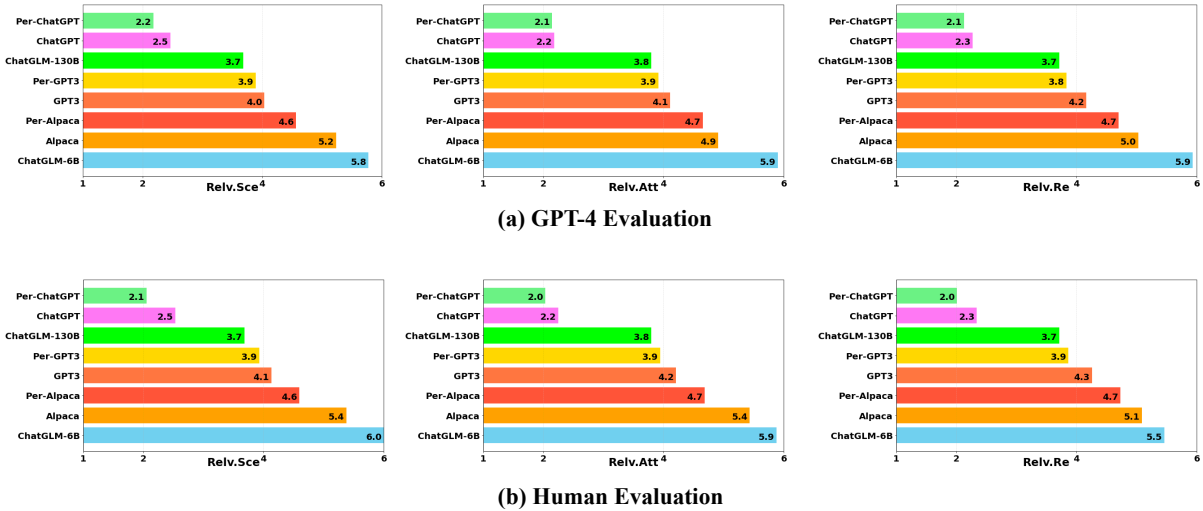 Per-ChatGPT 2.2
ChatGPT 2.5
ChatGLM-130B 3.7
Per-GPT3 3.9
GPT3 4.0
Per-Alpaca 4.6
Alpaca 5.2
ChatGLM-6B 5.8
1 2 4 6
Relv.Sce
Per-ChatGPT 2.1
ChatGPT 2.2
ChatGLM-130B 3.8
Per-GPT3 3.9
GPT3 4.1
Per-Alpaca 4.7
Alpaca 4.9
ChatGLM-6B 5.9
1 2 4 6
Relv.Att
Per-ChatGPT 2.1
ChatGPT 2.3
ChatGLM-130B 3.7
Per-GPT3 3.8
GPT3 4.2
Per-Alpaca 4.7
Alpaca 5.0
ChatGLM-6B 5.9
1 2 4 6
Relv.Re
(a) GPT-4 Evaluation
Per-ChatGPT 2.1
ChatGPT 2.5
ChatGLM-130B 3.7
Per-GPT3 3.9
GPT3 4.1
Per-Alpaca 4.6
Alpaca 5.4
ChatGLM-6B 6.0
1 2 4 6
Relv.Sce
Per-ChatGPT 2.0
ChatGPT 2.2
ChatGLM-130B 3.8
Per-GPT3 3.9
GPT3 4.2
Per-Alpaca 4.7
Alpaca 5.4
ChatGLM-6B 5.9
1 2 4 6
Relv.Att
Per-ChatGPT 2.0
ChatGPT 2.3
ChatGLM-130B 3.7
Per-GPT3 3.9
GPT3 4.3
Per-Alpaca 4.7
Alpaca 5.1
ChatGLM-6B 5.5
1 2 4 6
Relv.Re
(b) Human Evaluation